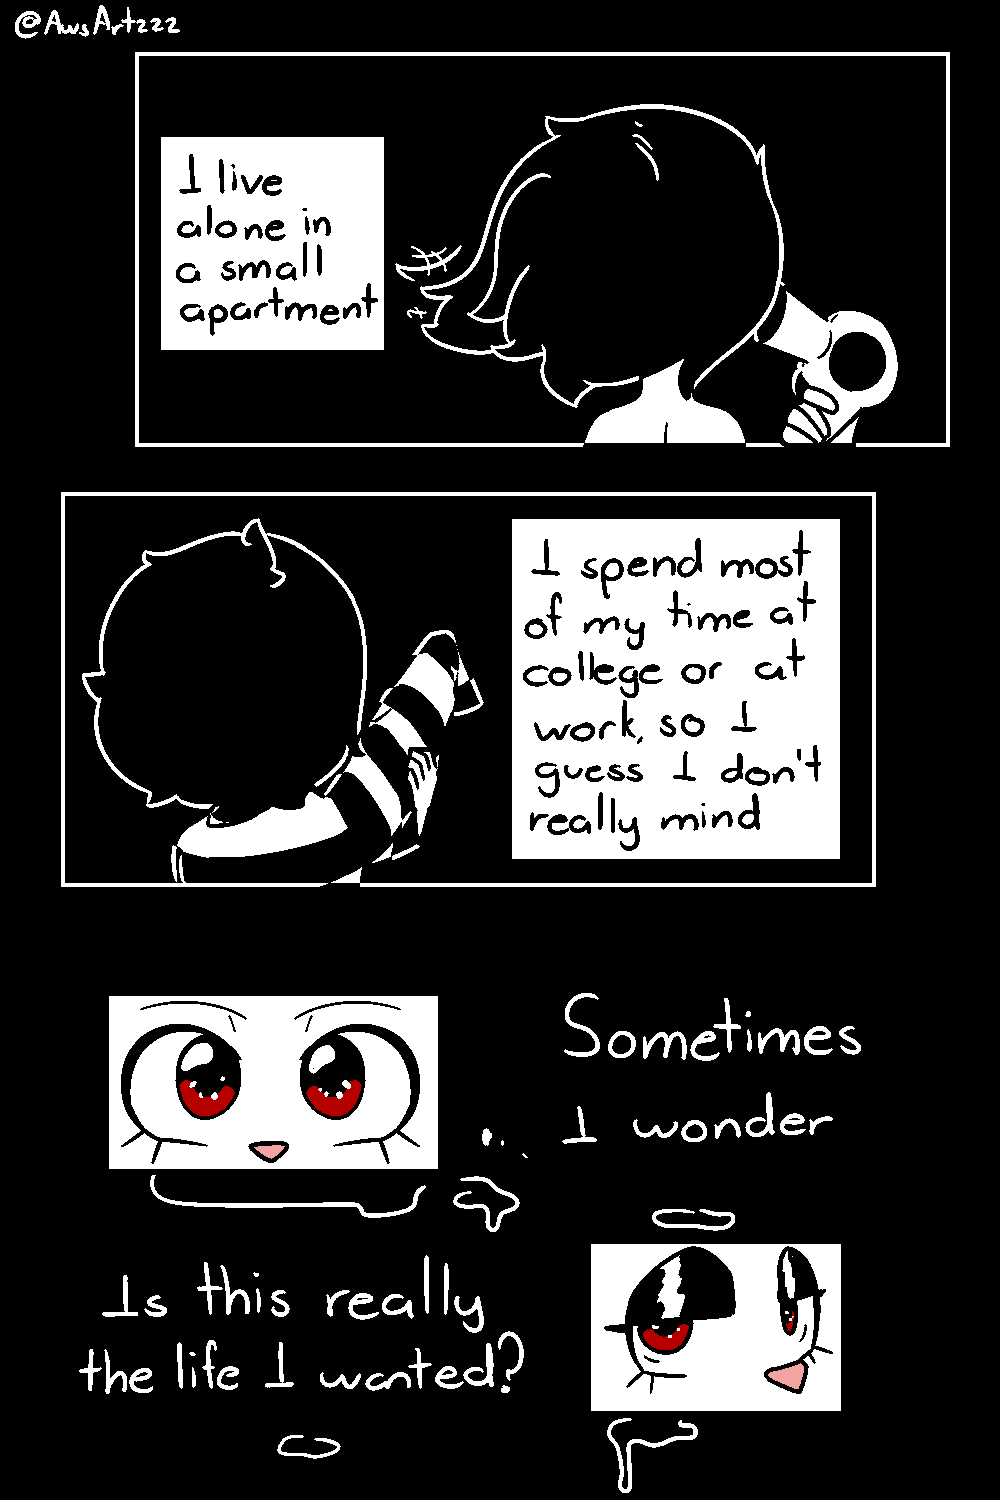 @AwsArtzzz
I live
alone in
a small
apartment
I spend most
of my time at
college or at
work, so I
guess I don't
really mind
Sometimes
I wonder
Is this really
the life I wanted?